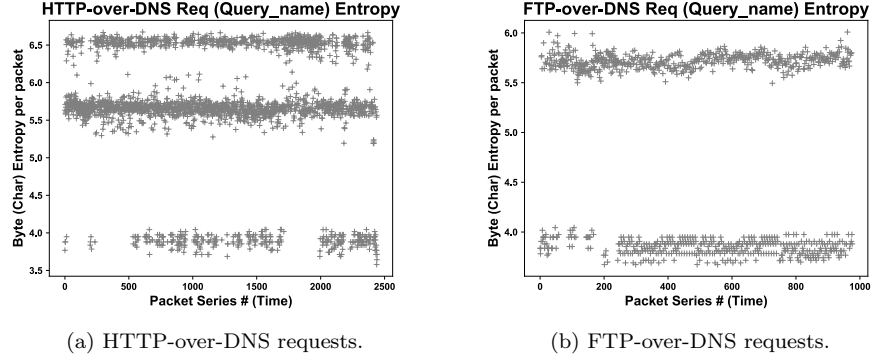 HTTP-over-DNS Req (Query_name) Entropy
Byte (Char) Entropy per packet
6.5
6.0
5.5
5.0
4.5
4.0
3.5
0 500 1000 1500 2000 2500
Packet Series # (Time)
(a) HTTP-over-DNS requests.
FTP-over-DNS Req (Query_name) Entropy
Byte (Char) Entropy per packet
6.0
5.5
5.0
4.5
4.0
0 200 400 600 800 1000
Packet Series # (Time)
(b) FTP-over-DNS requests.